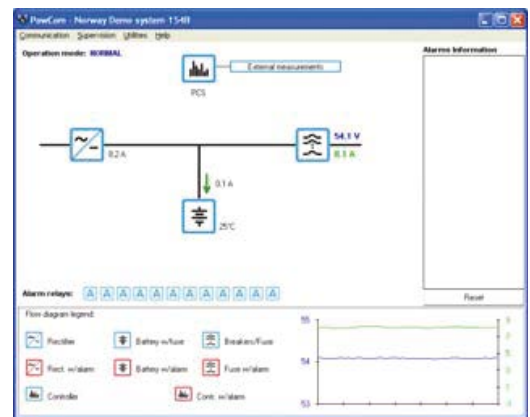 PowCom - Norway Demo system 1548
Communication Supervision Utilities Help
Operation mode: NORMAL
Alarms Information
External measurements
PCS
54.1 V
0.2 A
0.1 A
0.1 A
25°C
Alarm relays: A A A A A A A A A A A A
Reset
Flow diagram legend:
Rectifier
Battery w/fuse
Breakers/Fuse
Rect. w/alarm
Battery w/alarm
Fuse w/alarm
Controller
Contr. w/alarm
55
54
53